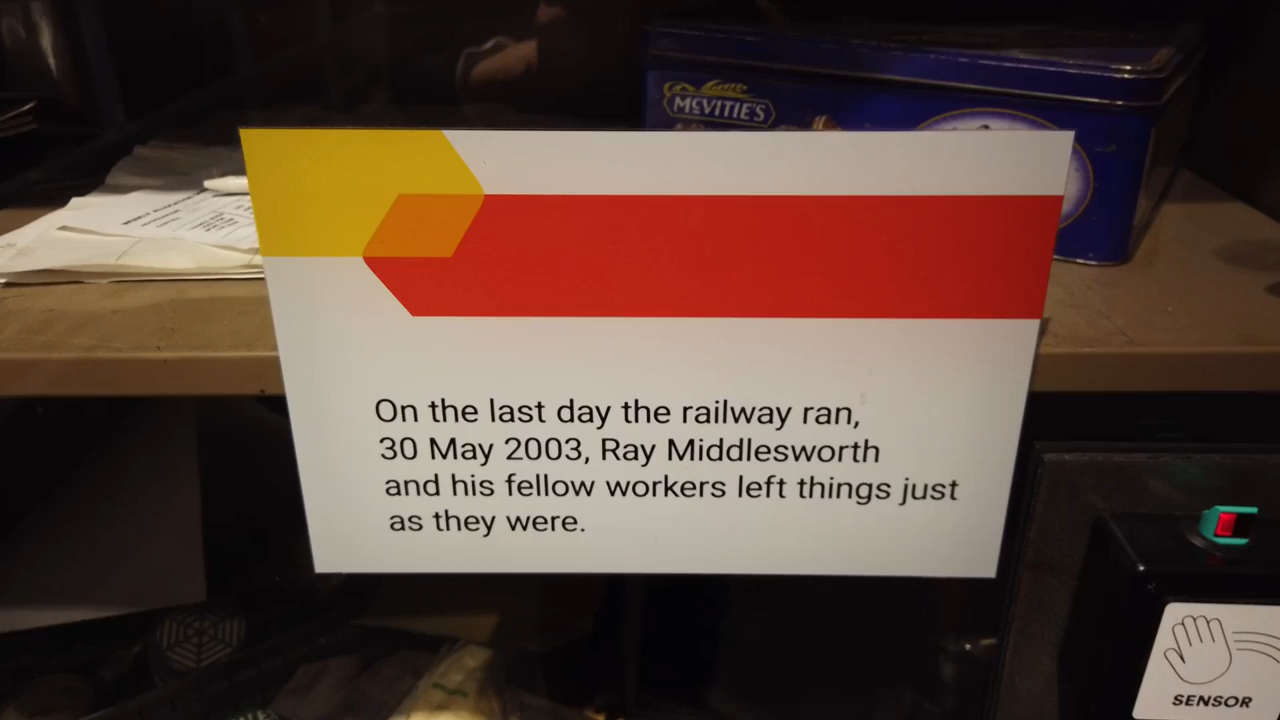 McVITIE'S
On the last day the railway ran,
30 May 2003, Ray Middlesworth
and his fellow workers left things just
as they were.
SENSOR